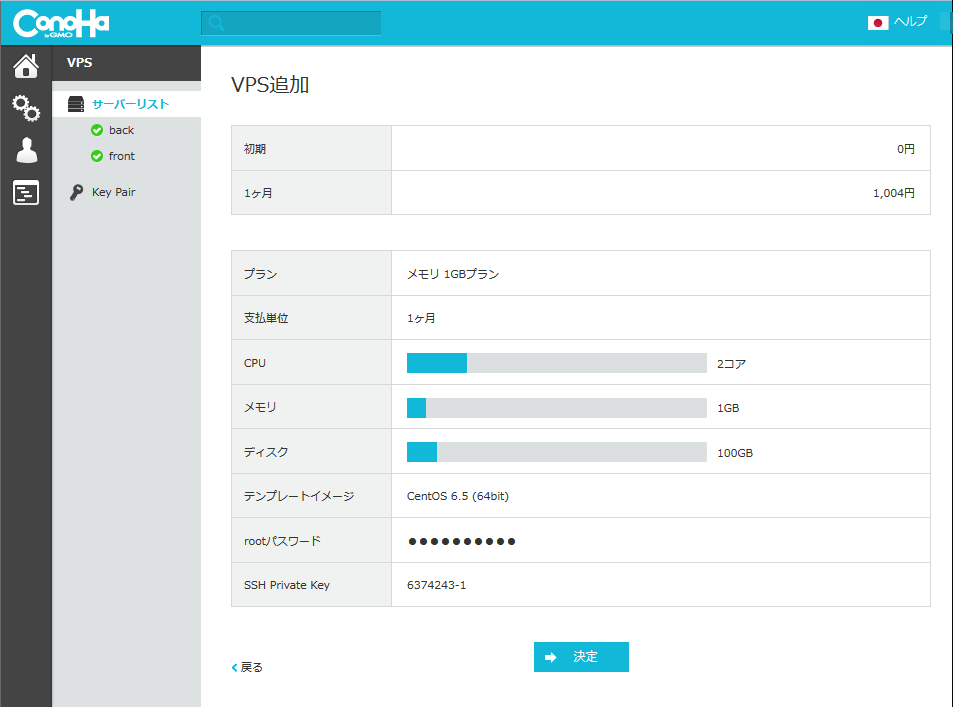 ConoHa
by GMO
ヘルプ
VPS
サーバーリスト
back
front
Key Pair
VPS追加
初期 0円
1ヶ月 1,004円
プラン メモリ 1GBプラン
支払単位 1ヶ月
CPU 2コア
メモリ 1GB
ディスク 100GB
テンプレートイメージ CentOS 6.5 (64bit)
rootパスワード ●●●●●●●●●●
SSH Private Key 6374243-1
戻る
決定